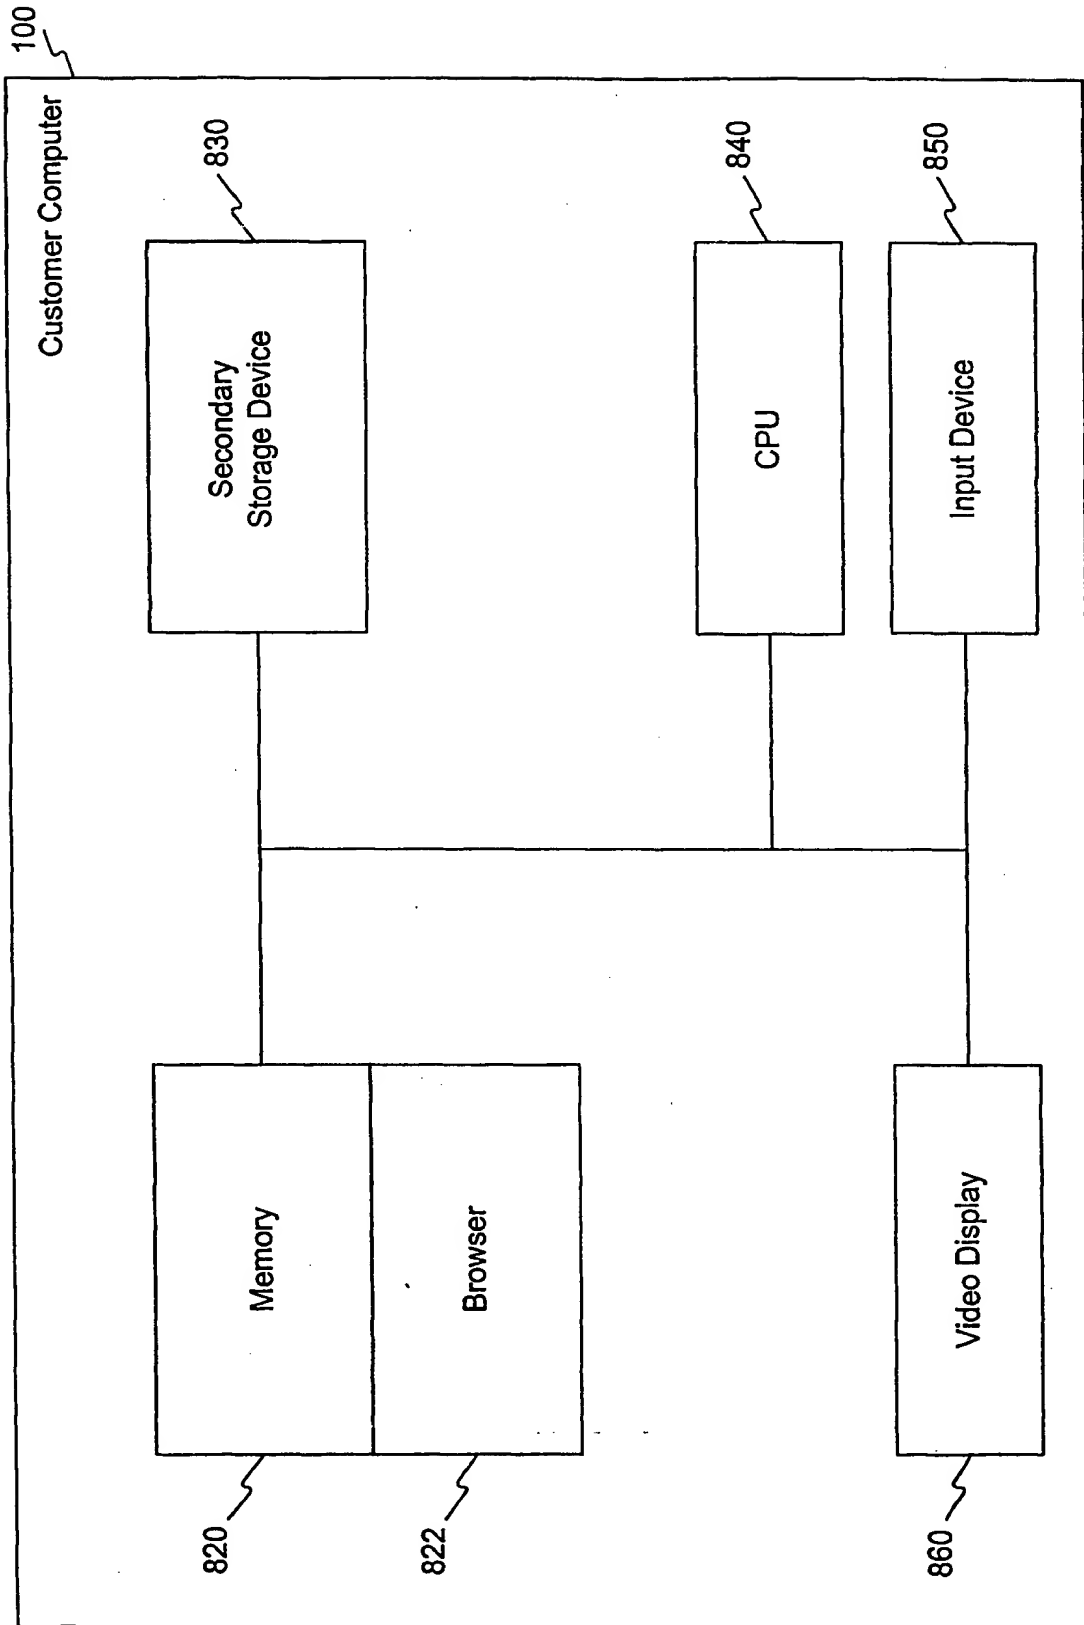 100
Customer Computer
820
Memory
822
Browser
830
Secondary
Storage Device
840
CPU
850
Input Device
860
Video Display